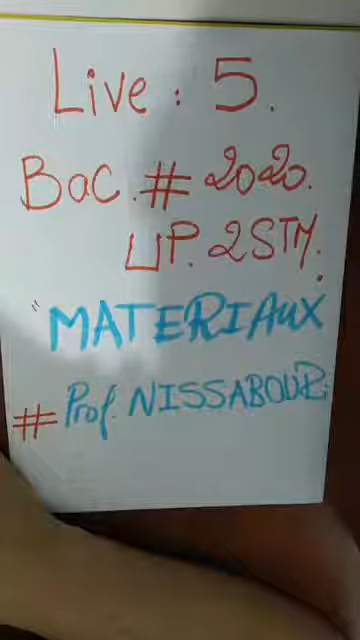 Live : 5.
BaC. # 2020.
UP. 2STM.
"MATERIAUX
# Prof. NISSABOUR.